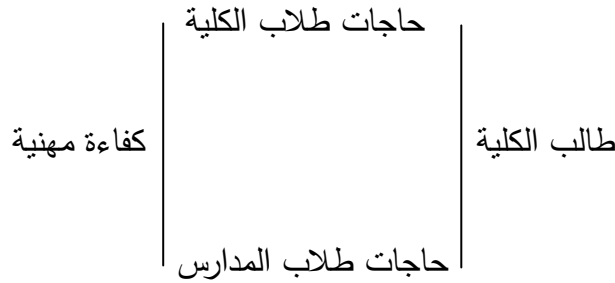 حاجات طلاب الكلية
طالب الكلية
كفاءة مهنية
حاجات طلاب المدارس